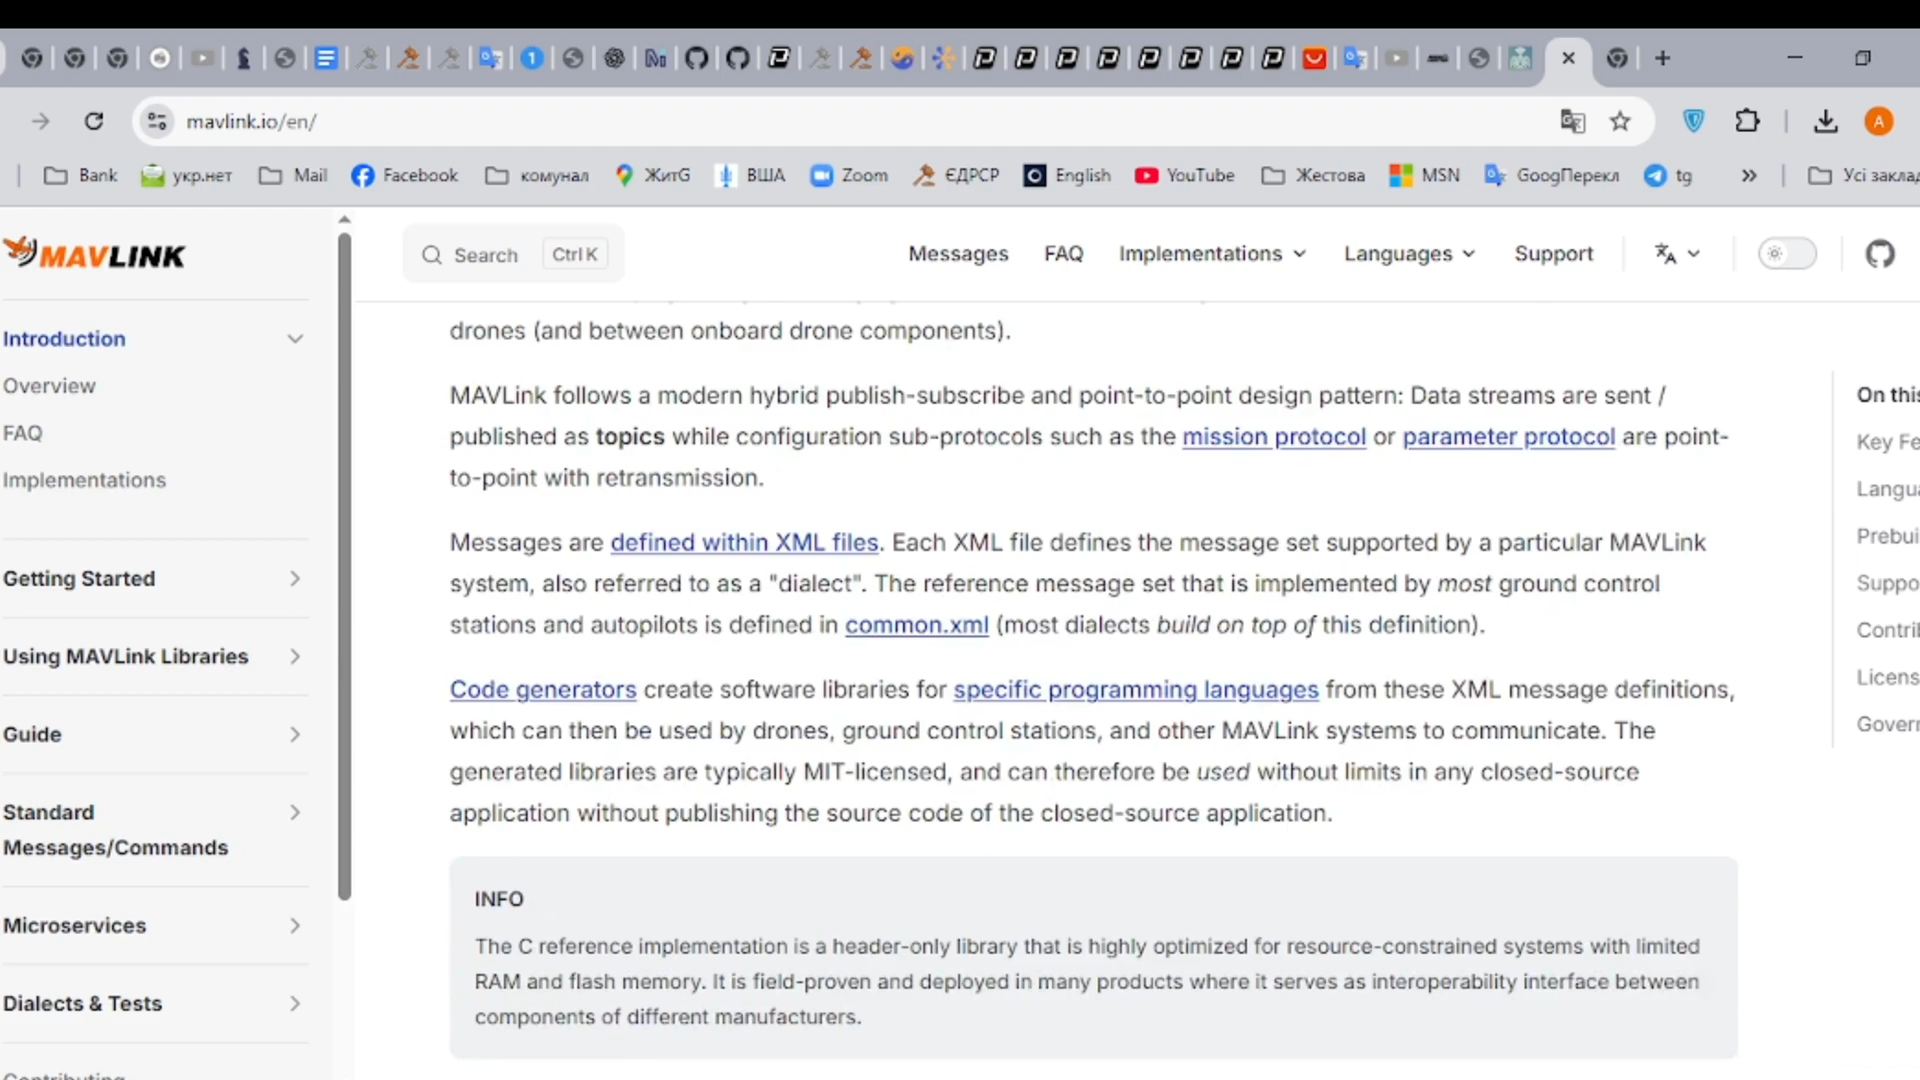 mavlink.io/en/
A
Bank
укр.нет
Mail
Facebook
комунал
ЖитG
ВША
Zoom
ЄДРСР
English
YouTube
Жестова
MSN
GoogПерекл
tg
»
Усі заклад
MAVLINK
Search Ctrl K
Messages
FAQ
Implementations
Languages
Support
Introduction
Overview
FAQ
Implementations
Getting Started
Using MAVLink Libraries
Guide
Standard
Messages/Commands
Microservices
Dialects & Tests
Contributing
drones (and between onboard drone components).
MAVLink follows a modern hybrid publish-subscribe and point-to-point design pattern: Data streams are sent /
published as topics while configuration sub-protocols such as the mission protocol or parameter protocol are point-
to-point with retransmission.
Messages are defined within XML files. Each XML file defines the message set supported by a particular MAVLink
system, also referred to as a "dialect". The reference message set that is implemented by most ground control
stations and autopilots is defined in common.xml (most dialects build on top of this definition).
Code generators create software libraries for specific programming languages from these XML message definitions,
which can then be used by drones, ground control stations, and other MAVLink systems to communicate. The
generated libraries are typically MIT-licensed, and can therefore be used without limits in any closed-source
application without publishing the source code of the closed-source application.
INFO
The C reference implementation is a header-only library that is highly optimized for resource-constrained systems with limited
RAM and flash memory. It is field-proven and deployed in many products where it serves as interoperability interface between
components of different manufacturers.
On this
Key Fe
Langua
Prebui
Suppo
Contrib
Licens
Govern